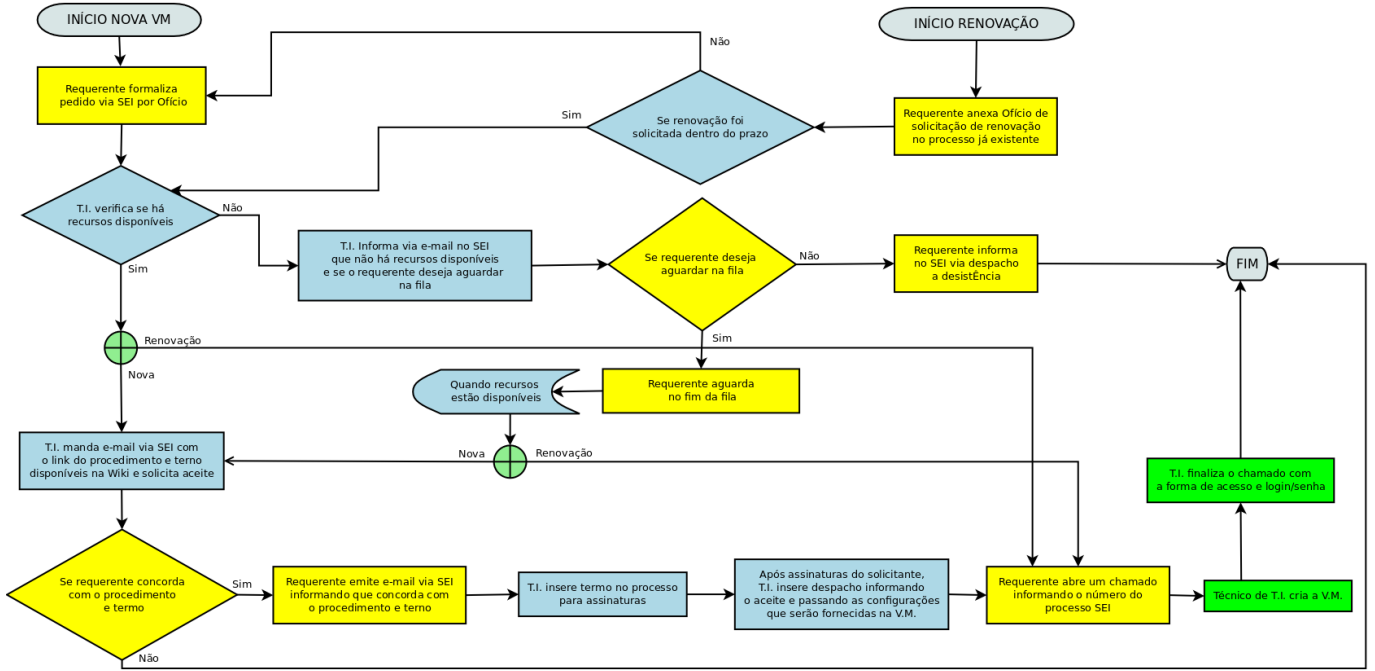 INÍCIO NOVA VM
INÍCIO RENOVAÇÃO
Não
Requerente formaliza
pedido via SEI por Ofício
Sim
Se renovação foi
solicitada dentro do prazo
Requerente anexa Ofício de
solicitação de renovação
no processo já existente
T.I. verifica se há
recursos disponíveis
Não
Sim
T.I. Informa via e-mail no SEI
que não há recursos disponíveis
e se o requerente deseja aguardar
na fila
Se requerente deseja
aguardar na fila
Não
Sim
Requerente informa
no SEI via despacho
a desistÊncia
FIM
Renovação
Nova
Quando recursos
estão disponíveis
Requerente aguarda
no fim da fila
T.I. manda e-mail via SEI com
o link do procedimento e terno
disponíveis na Wiki e solicita aceite
Nova
Renovação
T.I. finaliza o chamado com
a forma de acesso e login/senha
Se requerente concorda
com o procedimento
e termo
Sim
Não
Requerente emite e-mail via SEI
informando que concorda com
o procedimento e terno
T.I. insere termo no processo
para assinaturas
Após assinaturas do solicitante,
T.I. insere despacho informando
o aceite e passando as configurações
que serão fornecidas na V.M.
Requerente abre um chamado
informando o número do
processo SEI
Técnico de T.I. cria a V.M.